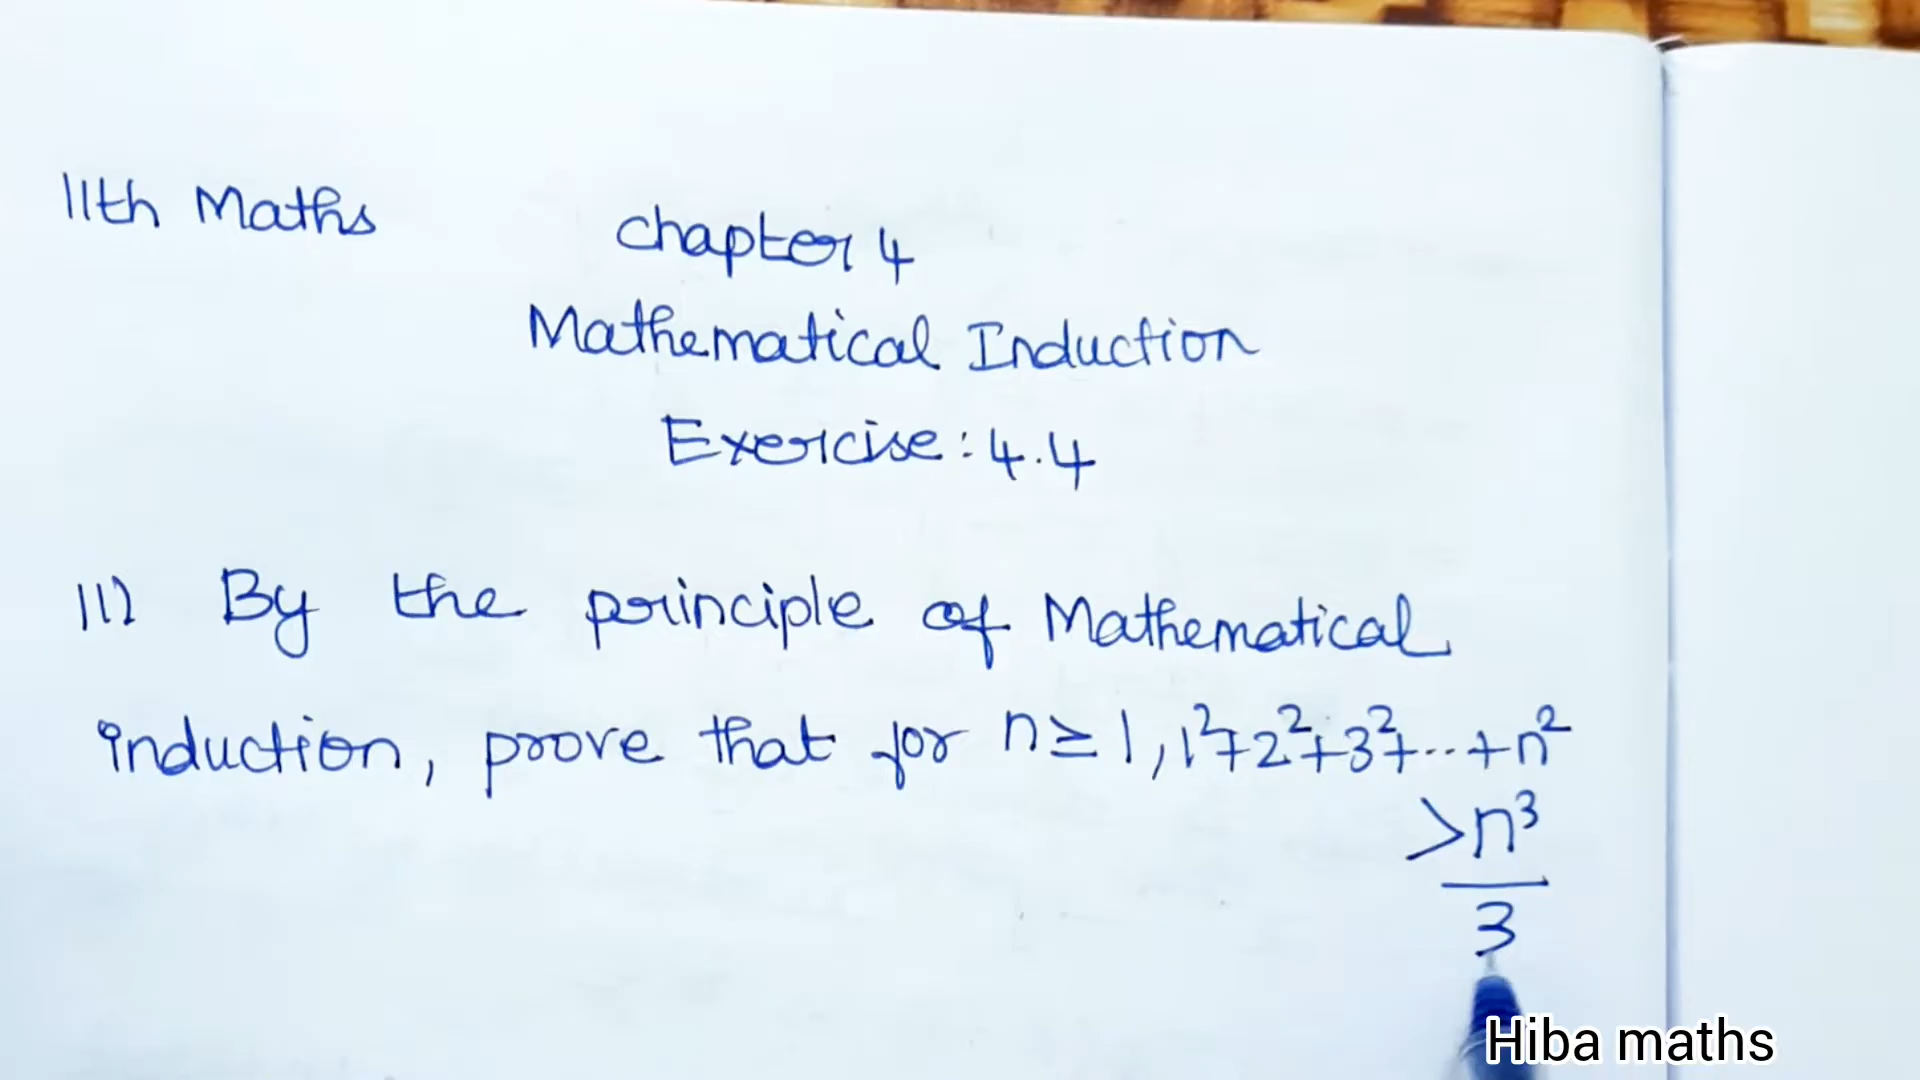 11th Maths
Chapter 4
Mathematical Induction
Exercise: 4.4
11) By the principle of Mathematical
induction, prove that for n ≥ 1, 1²+2²+3²+...+n²
> n³
3
Hiba maths